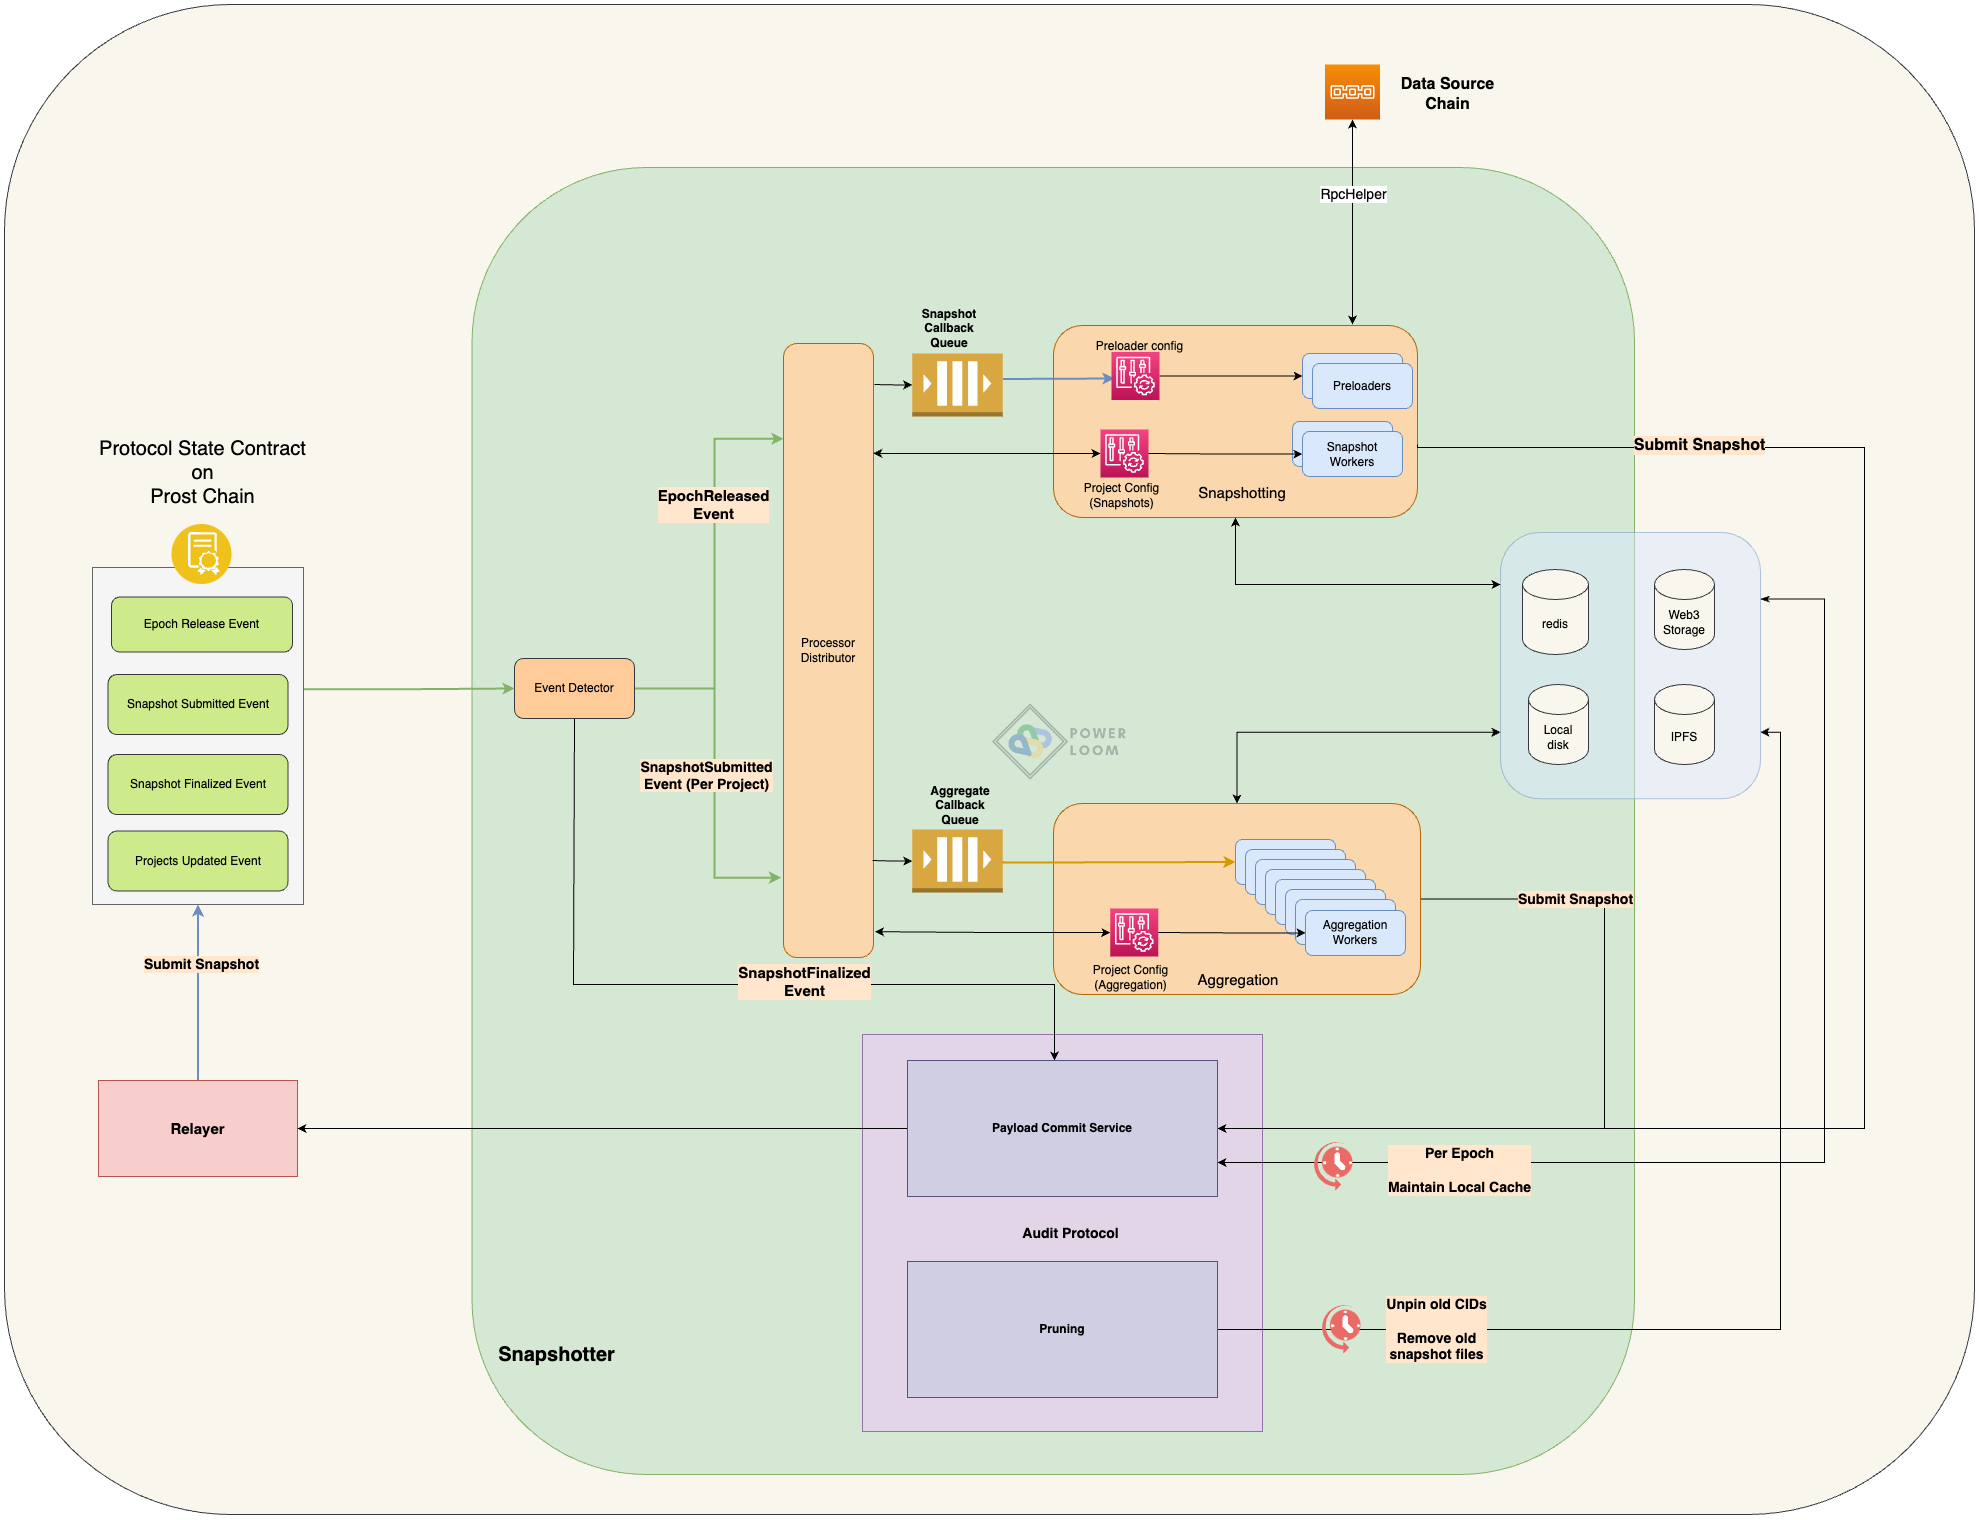 Data Source
Chain
RpcHelper
Snapshot
Callback
Queue
Preloader config
Preloaders
Snapshot
Workers
Project Config
(Snapshots)
Snapshotting
Submit Snapshot
Protocol State Contract
on
Prost Chain
Epoch Release Event
Snapshot Submitted Event
Snapshot Finalized Event
Projects Updated Event
Submit Snapshot
Relayer
EpochReleased
Event
Event Detector
SnapshotSubmitted
Event (Per Project)
Processor
Distributor
POWER
LOOM
redis
Web3
Storage
Local
disk
IPFS
Aggregate
Callback
Queue
Aggregation
Workers
Project Config
(Aggregation)
Aggregation
Submit Snapshot
SnapshotFinalized
Event
Payload Commit Service
Per Epoch
Maintain Local Cache
Audit Protocol
Pruning
Unpin old CIDs
Remove old
snapshot files
Snapshotter